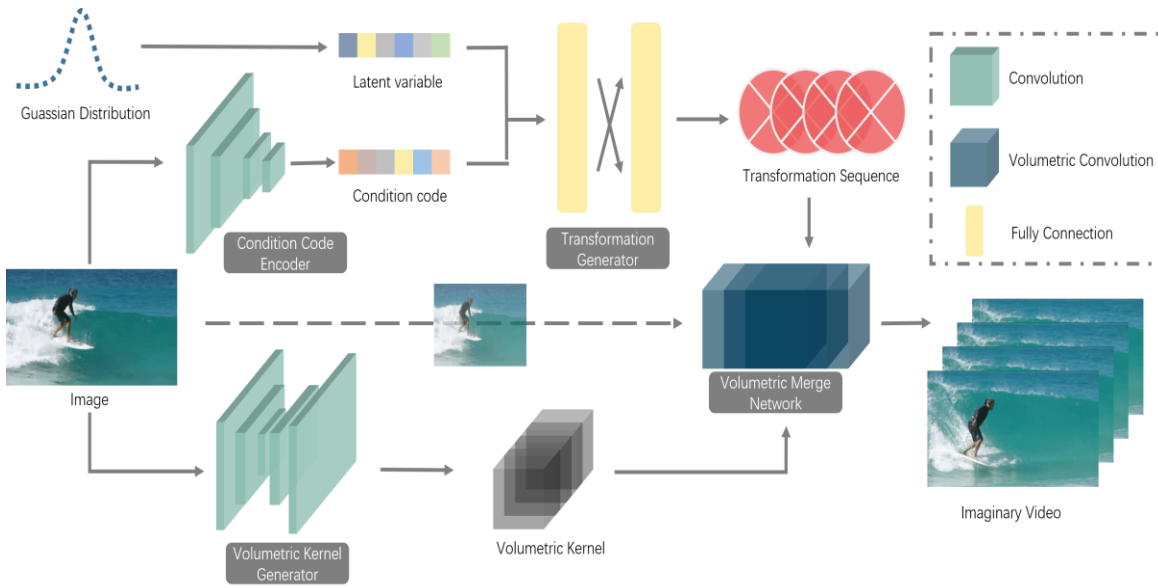 Guassian Distribution
Latent variable
Condition code
Condition Code
Encoder
Transformation
Generator
Transformation Sequence
Convolution
Volumetric Convolution
Fully Connection
Image
Volumetric Merge
Network
Volumetric Kernel
Generator
Volumetric Kernel
Imaginary Video